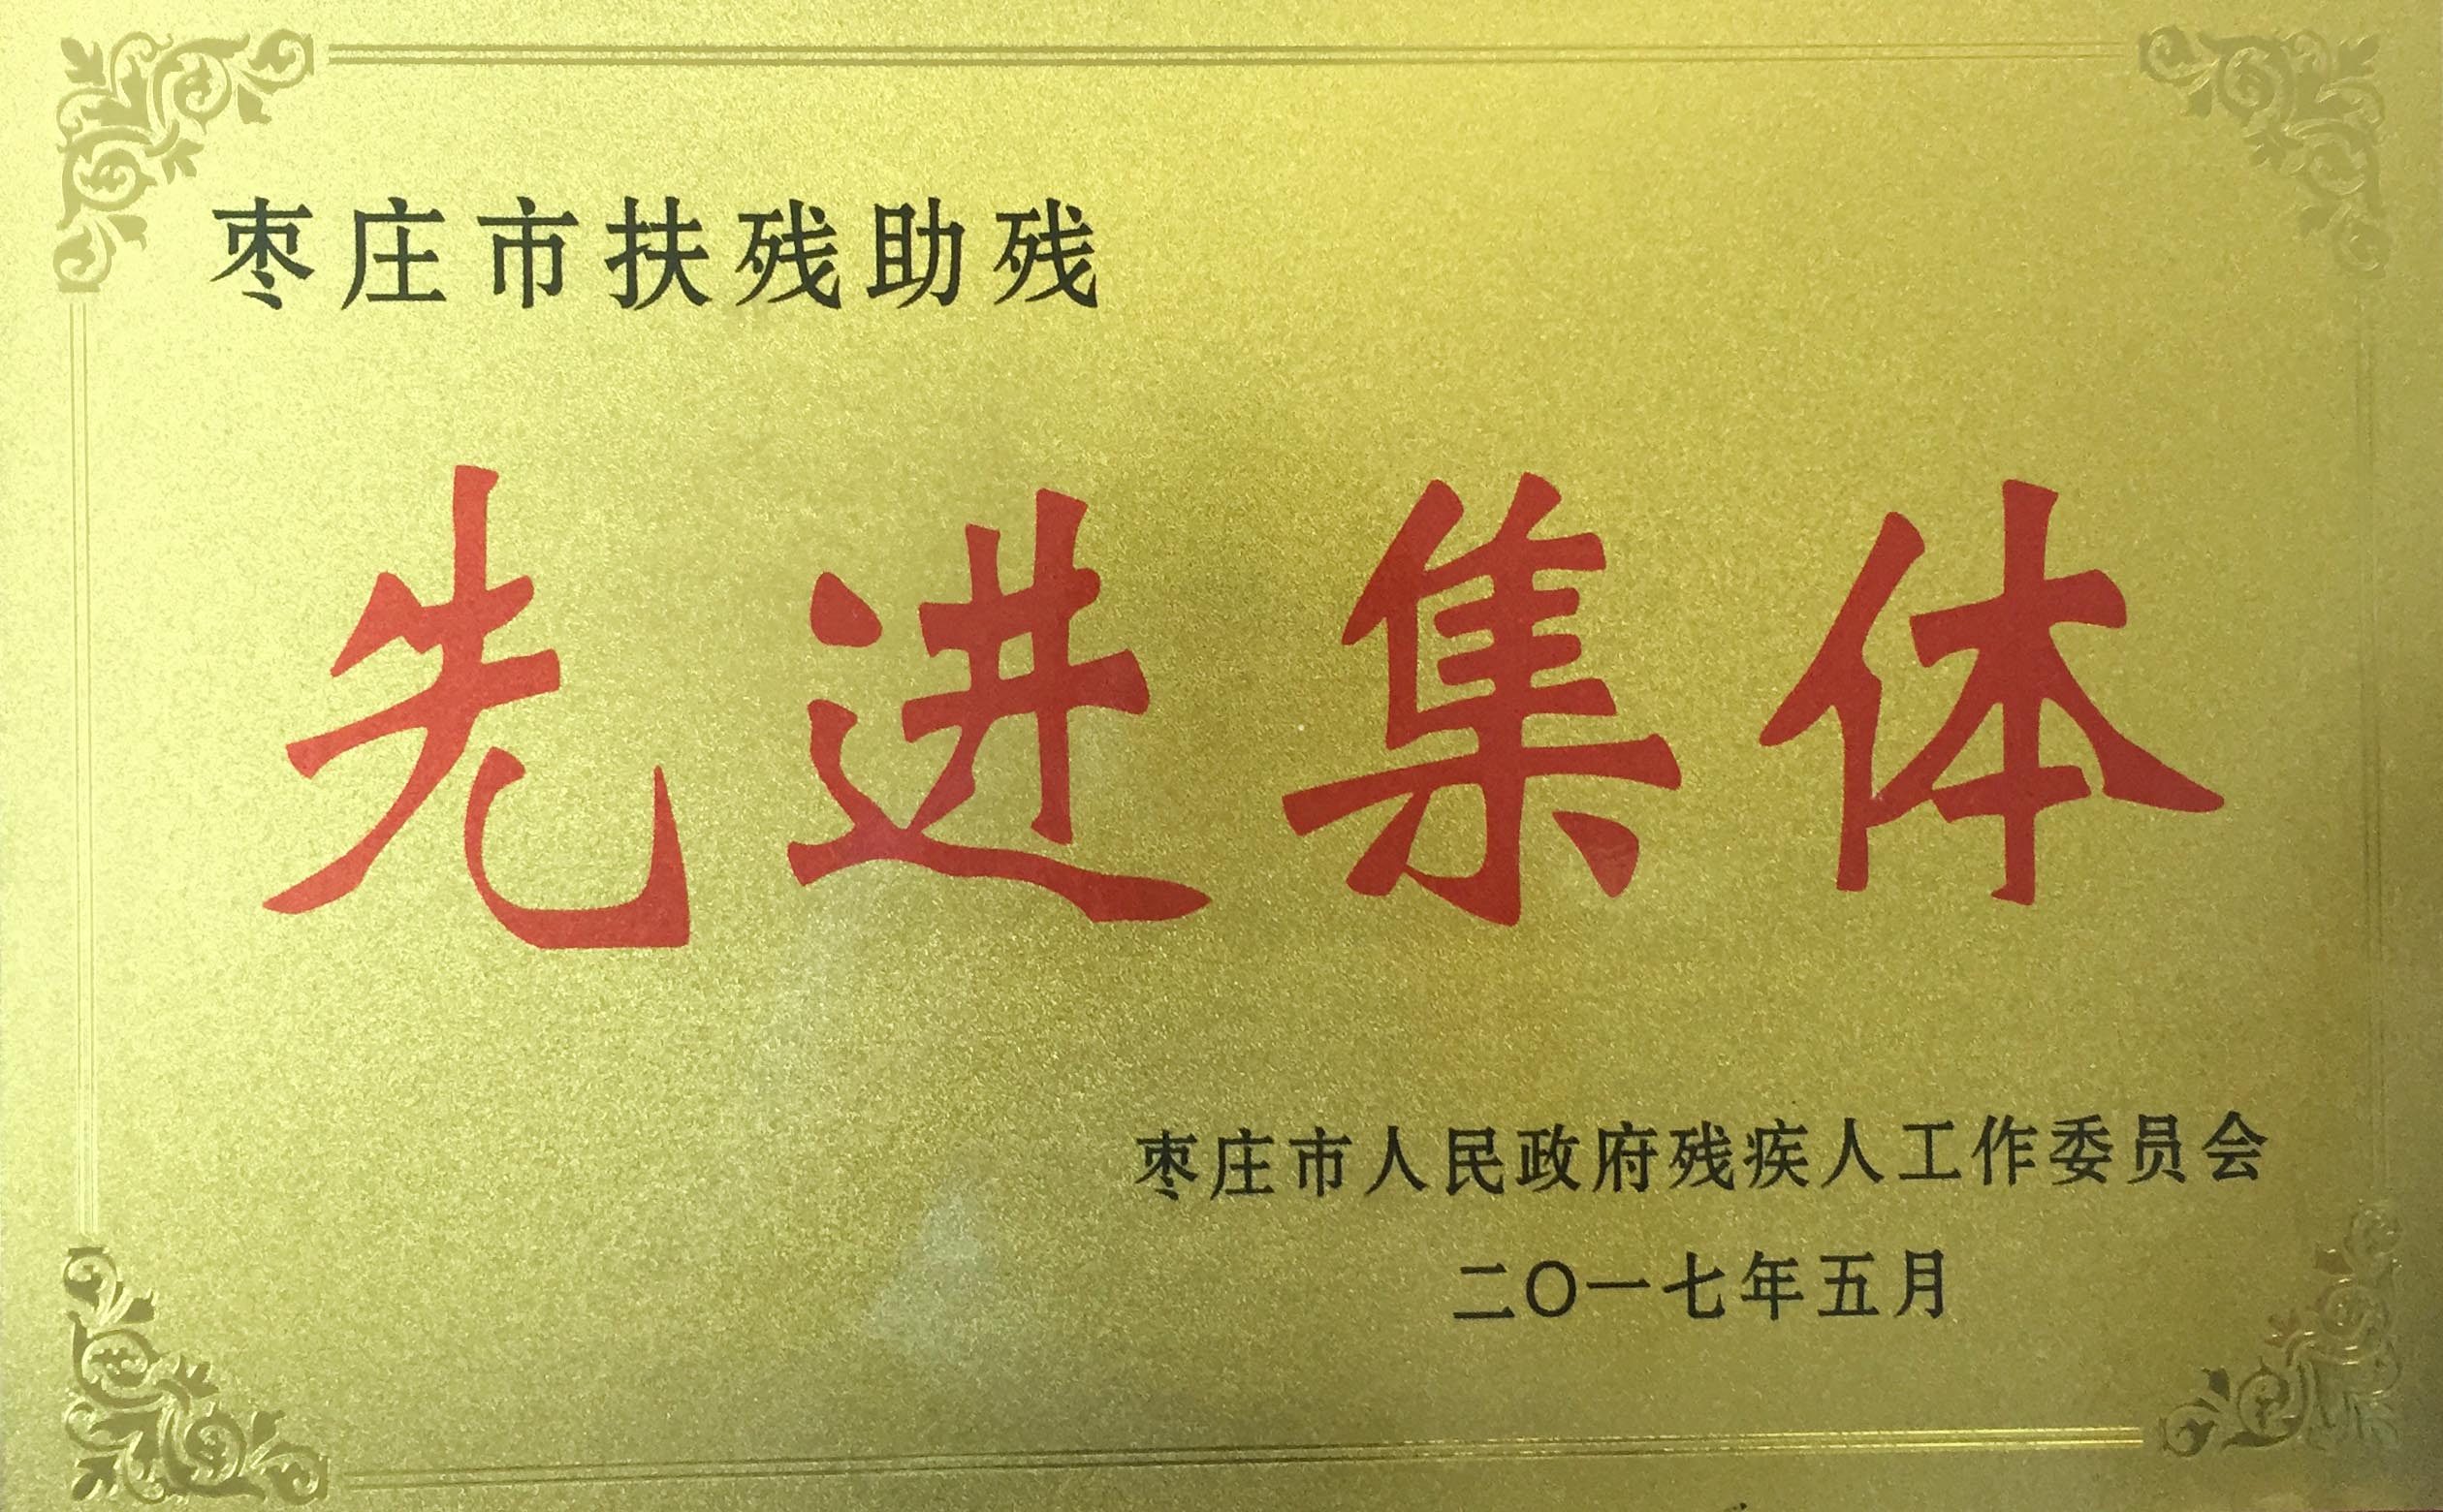 枣庄市扶残助残
先进集体
枣庄市人民政府残疾人工作委员会
二〇一七年五月